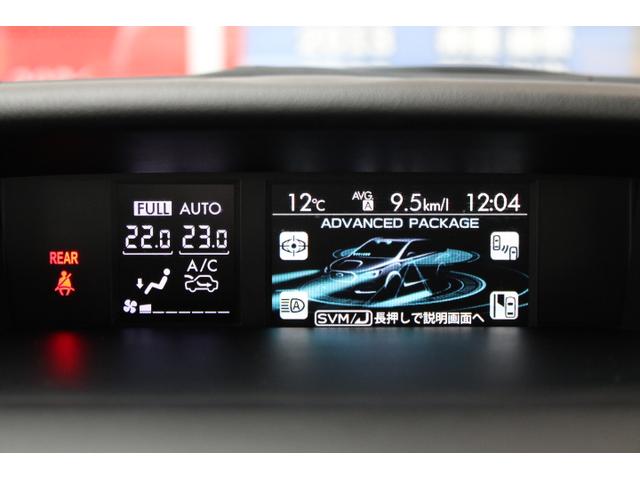 FULL AUTO
22.0 23.0
A/C
REAR
12℃ AVG A 9.5km/l 12:04
ADVANCED PACKAGE
A
SVM/ 長押しで説明画面へ